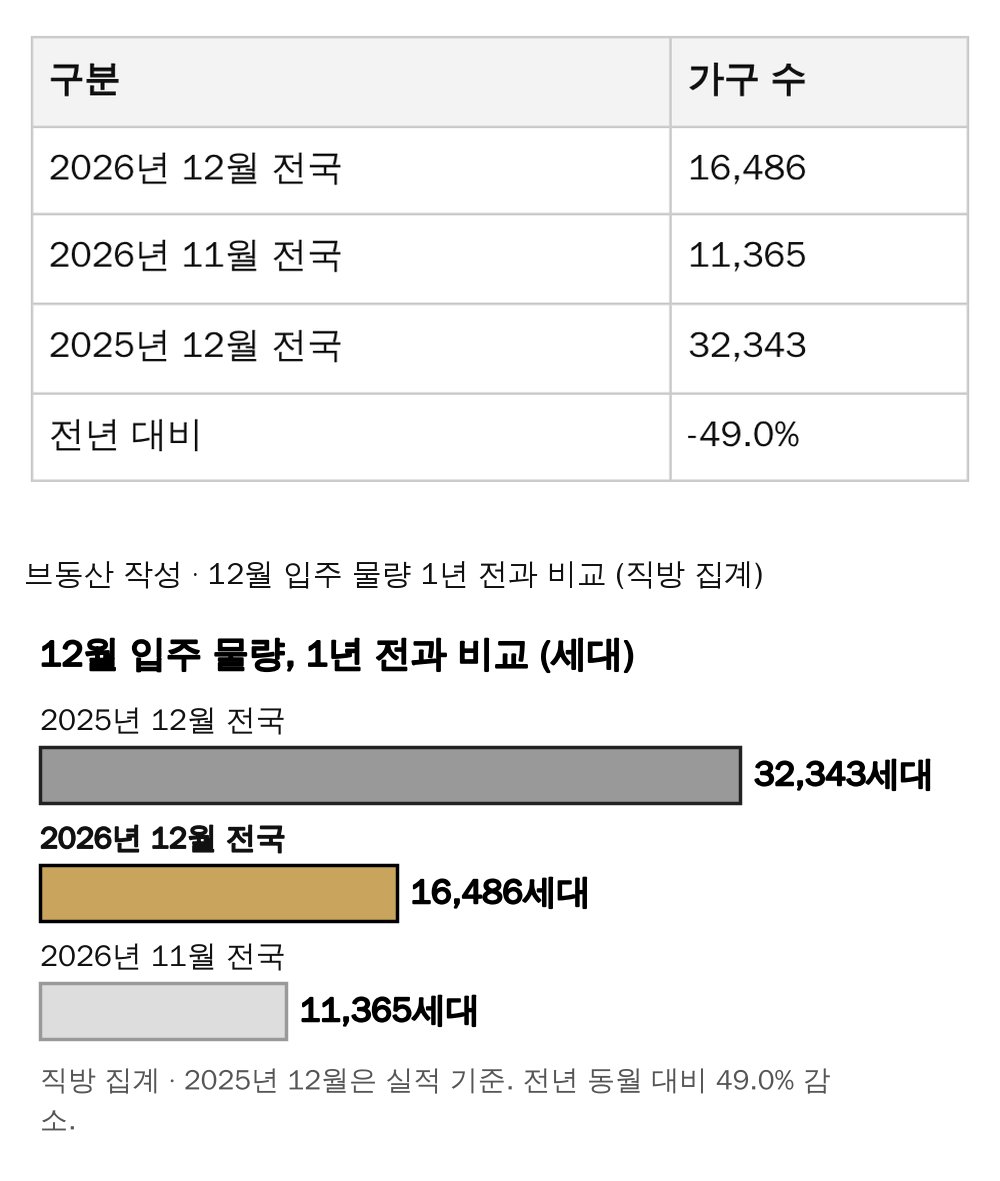 구분 가구 수
2026년 12월 전국 16,486
2026년 11월 전국 11,365
2025년 12월 전국 32,343
전년 대비 -49.0%
브동산 작성 · 12월 입주 물량 1년 전과 비교 (직방 집계)
12월 입주 물량, 1년 전과 비교 (세대)
2025년 12월 전국
32,343세대
2026년 12월 전국
16,486세대
2026년 11월 전국
11,365세대
직방 집계 · 2025년 12월은 실적 기준. 전년 동월 대비 49.0% 감
소.